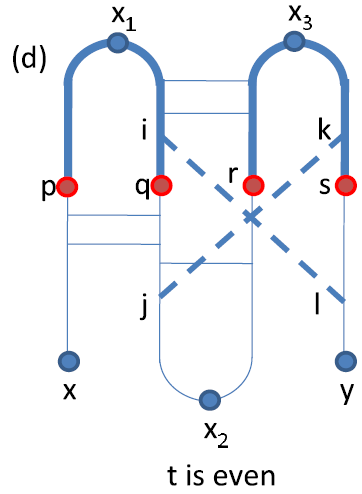 x1 x3
(d)
i k
p q r s
j l
x y
x2
t is even